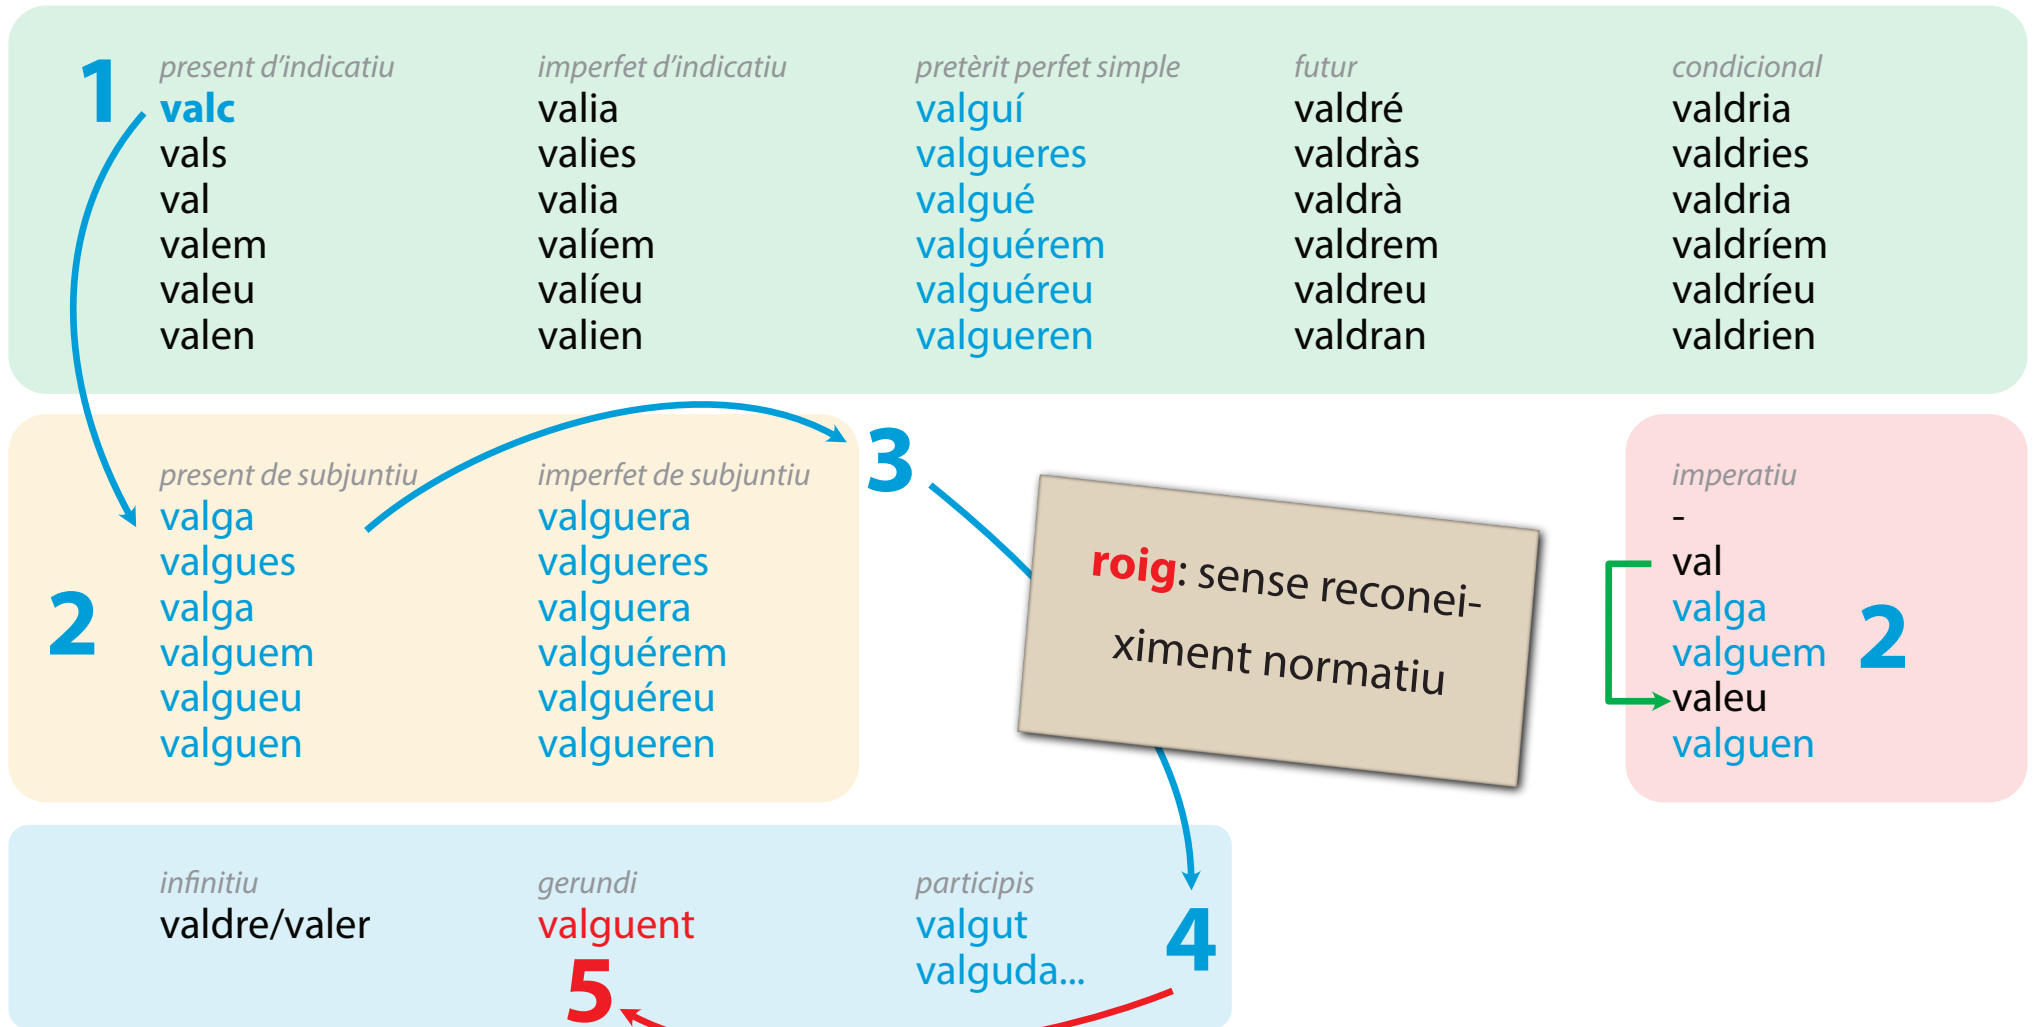 1
present d'indicatiu
valc
vals
val
valem
valeu
valen
imperfet d'indicatiu
valia
valies
valia
valíem
valíeu
valien
pretèrit perfet simple
valguí
valgueres
valgué
valguérem
valguéreu
valgueren
futur
valdré
valdràs
valdrà
valdrem
valdreu
valdran
condicional
valdria
valdries
valdria
valdríem
valdríeu
valdrien
2
present de subjuntiu
valga
valgues
valga
valguem
valgueu
valguen
imperfet de subjuntiu
valguera
valgueres
valguera
valguérem
valguéreu
valgueren
3
roig: sense reconei-
ximent normatiu
imperatiu
-
val
valga
valguem
valeu
valguen
2
infinitiu
valdre/valer
gerundi
valguent
5
participis
valgut
valguda...
4